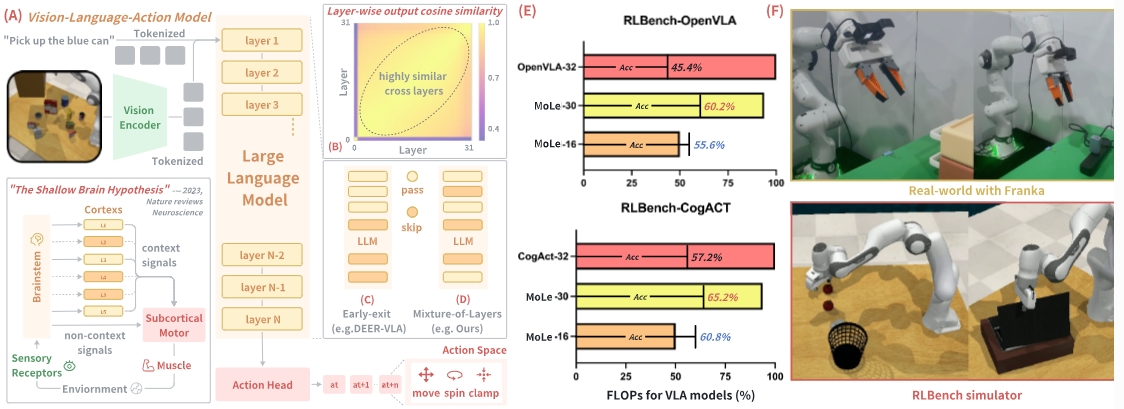 (A) Vision-Language-Action Model
"Pick up the blue can"
Tokenized
Vision
Encoder
Tokenized
layer 1
layer 2
layer 3
Large
Language
Model
layer N-2
layer N-1
layer N
Action Head
at
at+1
at+n
Action Space
move spin clamp
"The Shallow Brain Hypothesis" -— 2023,
Nature reviews
Neuroscience
Cortexs
Brainstem
L1
L2
L3
L4
L5
context
signals
non-context
signals
Subcortical
Motor
Sensory
Receptors
Muscle
Enviornment
Layer-wise output cosine similarity
31
Layer
0
highly similar
cross layers
(B)
Layer
31
1.0
0.7
0.4
pass
skip
LLM
LLM
(C)
Early-exit
(e.g.DEER-VLA)
(D)
Mixture-of-Layers
(e.g. Ours)
(E)
RLBench-OpenVLA
OpenVLA-32
Acc
45.4%
MoLe-30
Acc
60.2%
MoLe-16
Acc
55.6%
0 25 50 75 100
RLBench-CogACT
CogAct-32
Acc
57.2%
MoLe -30
Acc
65.2%
MoLe -16
Acc
60.8%
0 25 50 75 100
FLOPs for VLA models (%)
(F)
Real-world with Franka
RLBench simulator